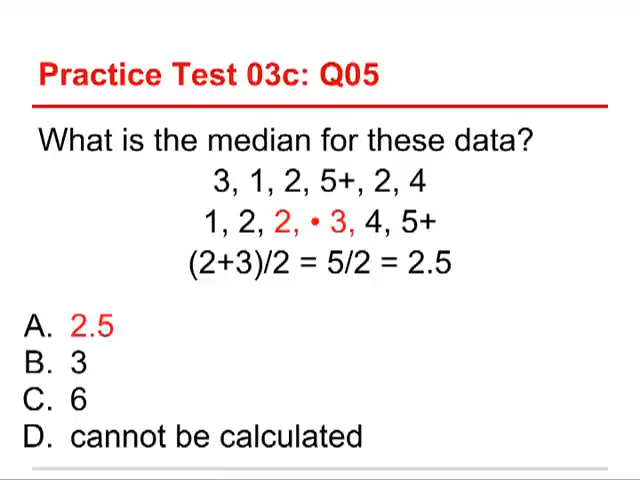 Practice Test 03c: Q05
What is the median for these data?
3, 1, 2, 5+, 2, 4
1, 2, 2, • 3, 4, 5+
(2+3)/2 = 5/2 = 2.5
A. 2.5
B. 3
C. 6
D. cannot be calculated